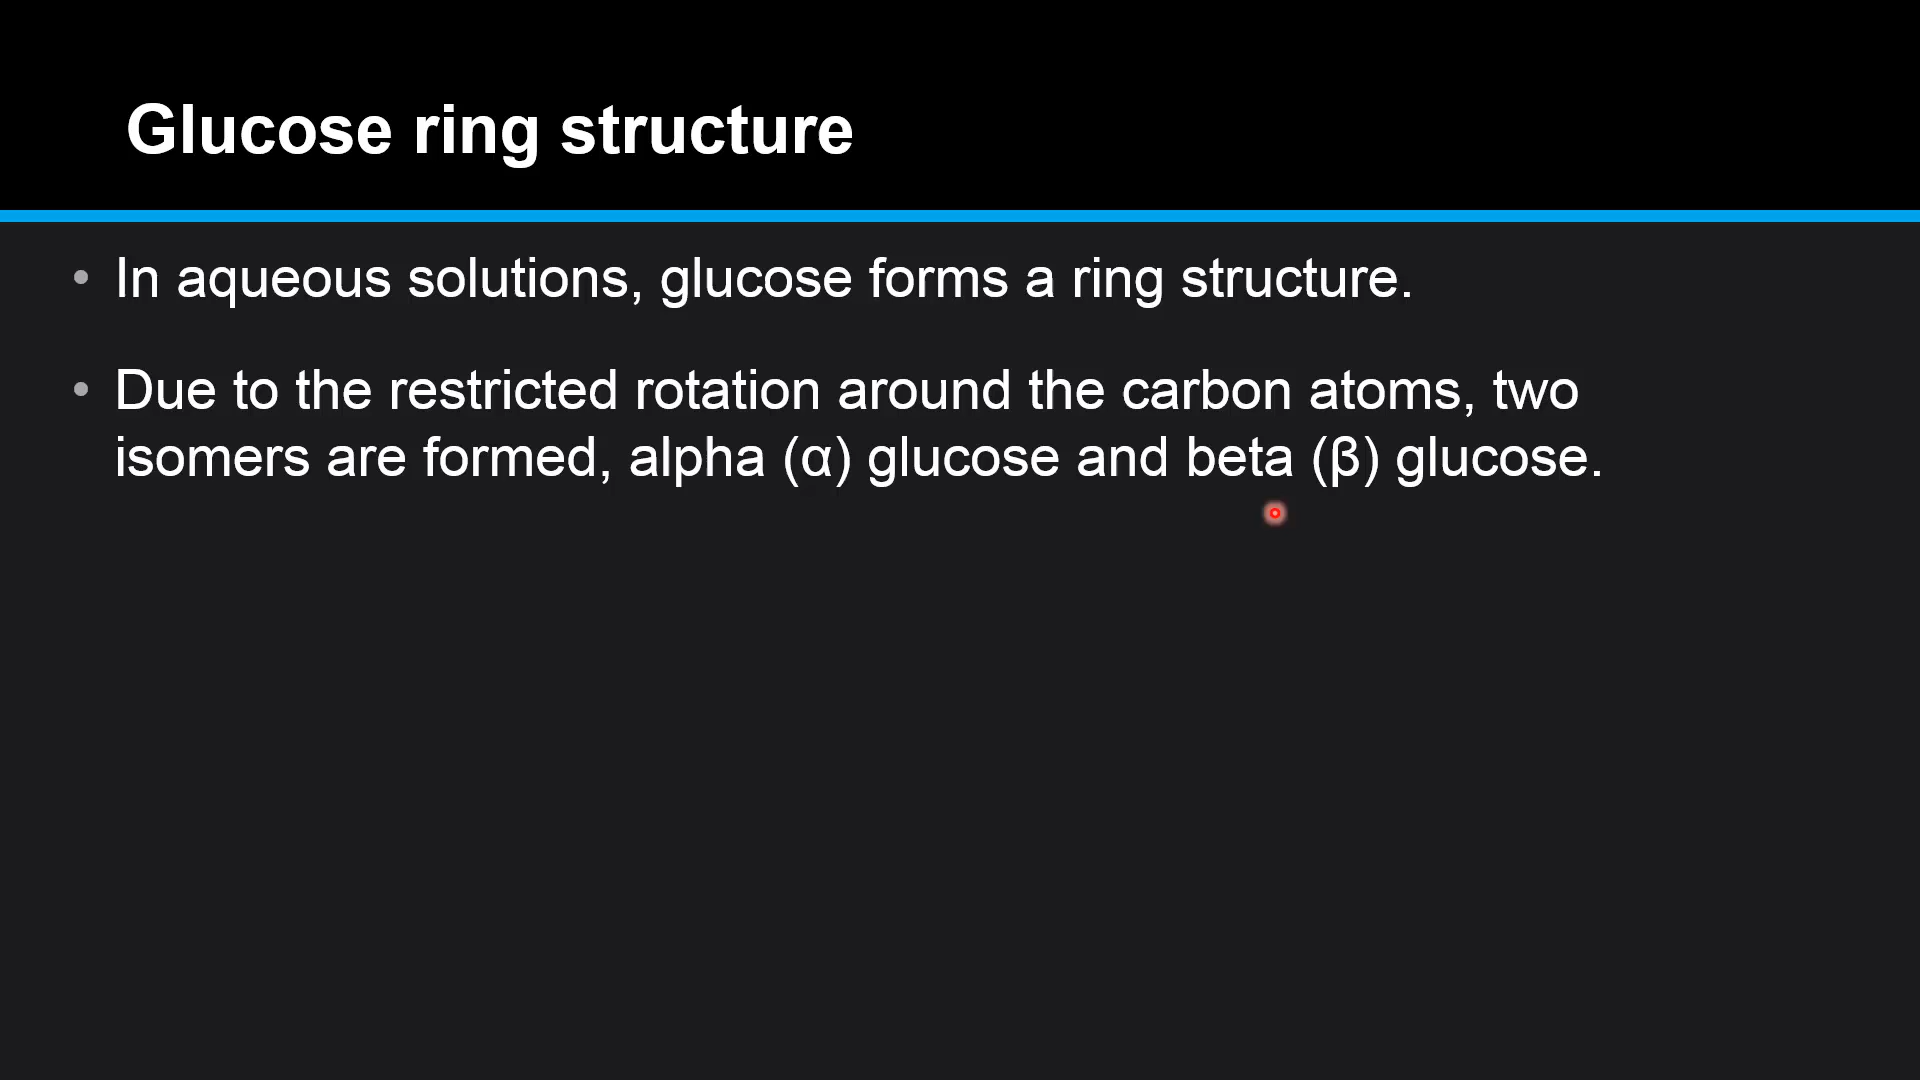 Glucose ring structure
• In aqueous solutions, glucose forms a ring structure.
• Due to the restricted rotation around the carbon atoms, two
isomers are formed, alpha (α) glucose and beta (β) glucose.